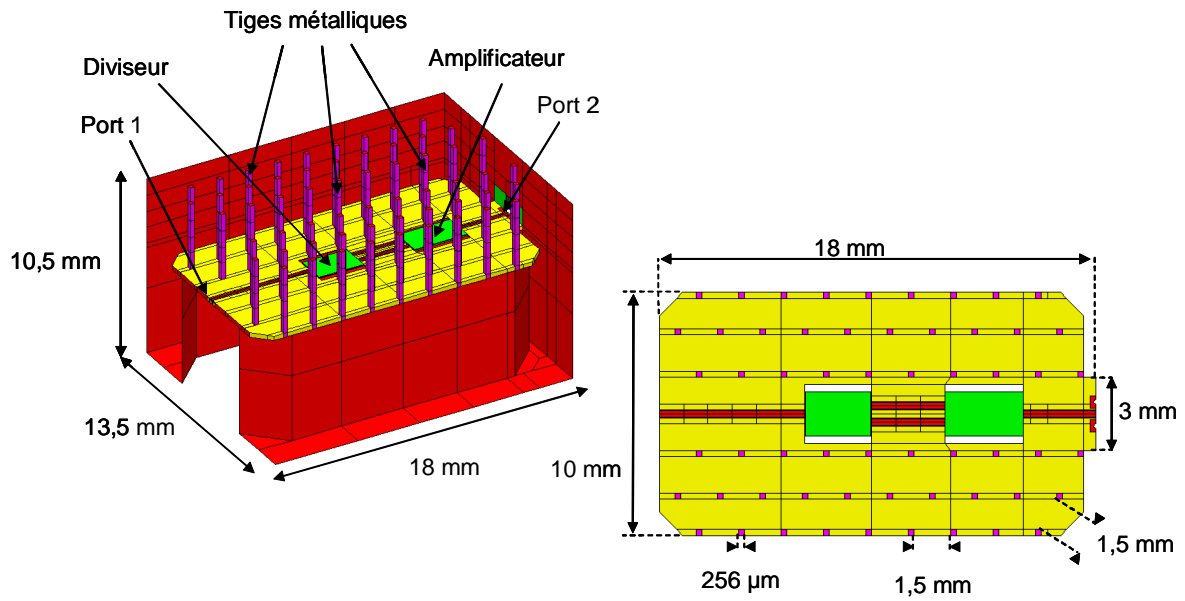 Tiges métalliques
Diviseur
Amplificateur
Port 1
Port 2
10,5 mm
13,5 mm
18 mm
18 mm
10 mm
3 mm
1,5 mm
256 µm
1,5 mm